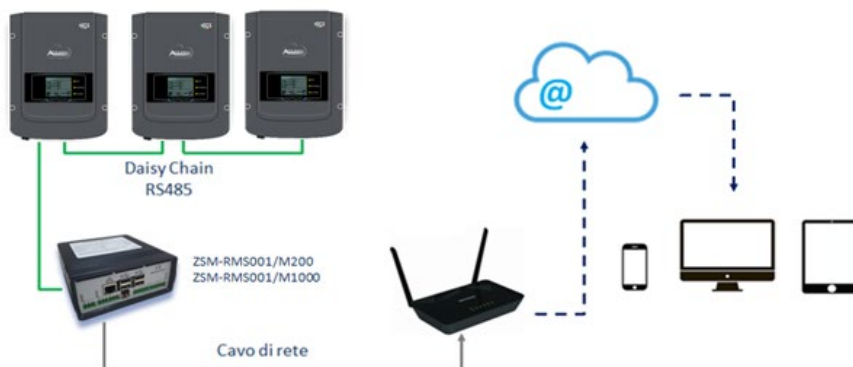 Daisy Chain
RS485
@
ZSM-RMS001/M200
ZSM-RMS001/M1000
Cavo di rete